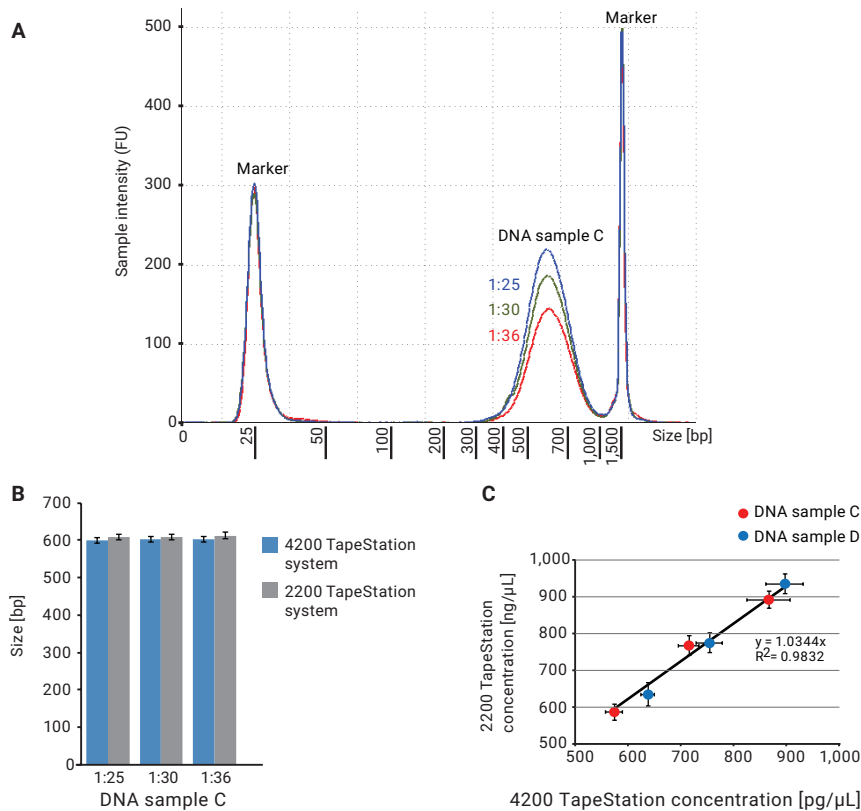 A
Sample intensity (FU)
500
400
300
200
100
0
Marker
Marker
DNA sample C
1:25
1:30
1:36
0
25
50
100
200
300
400
500
700
1,000
1,500
Size [bp]
B
Size [bp]
700
600
500
400
300
200
100
0
1:25
1:30
1:36
DNA sample C
4200 TapeStation
system
2200 TapeStation
system
C
DNA sample C
DNA sample D
2200 TapeStation
concentration [ng/µL]
1,000
900
800
700
600
500
y = 1.0344x
R2= 0.9832
500
600
700
800
900
1,000
4200 TapeStation concentration [pg/µL]